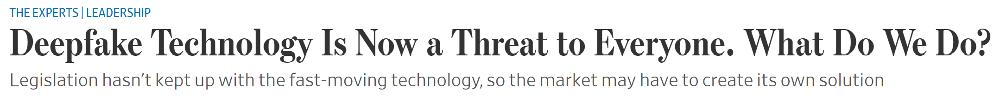 THE EXPERTS | LEADERSHIP
Deepfake Technology Is Now a Threat to Everyone. What Do We Do?
Legislation hasn’t kept up with the fast-moving technology, so the market may have to create its own solution